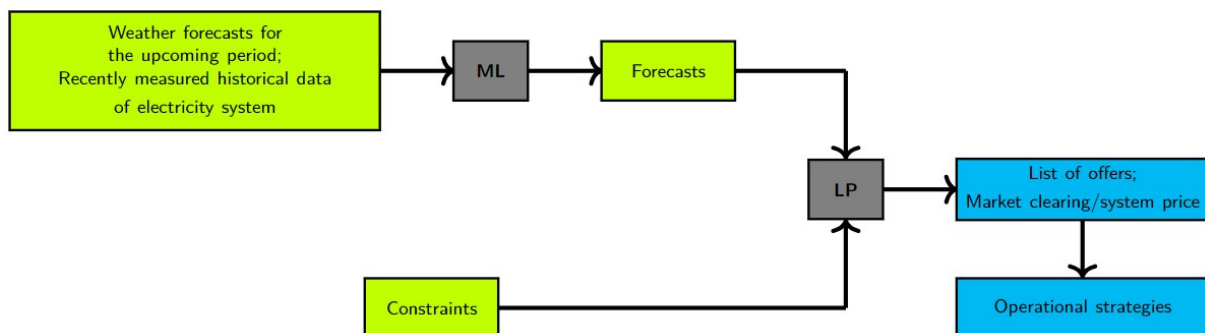 Weather forecasts for
the upcoming period;
Recently measured historical data
of electricity system
ML
Forecasts
LP
List of offers;
Market clearing/system price
Constraints
Operational strategies